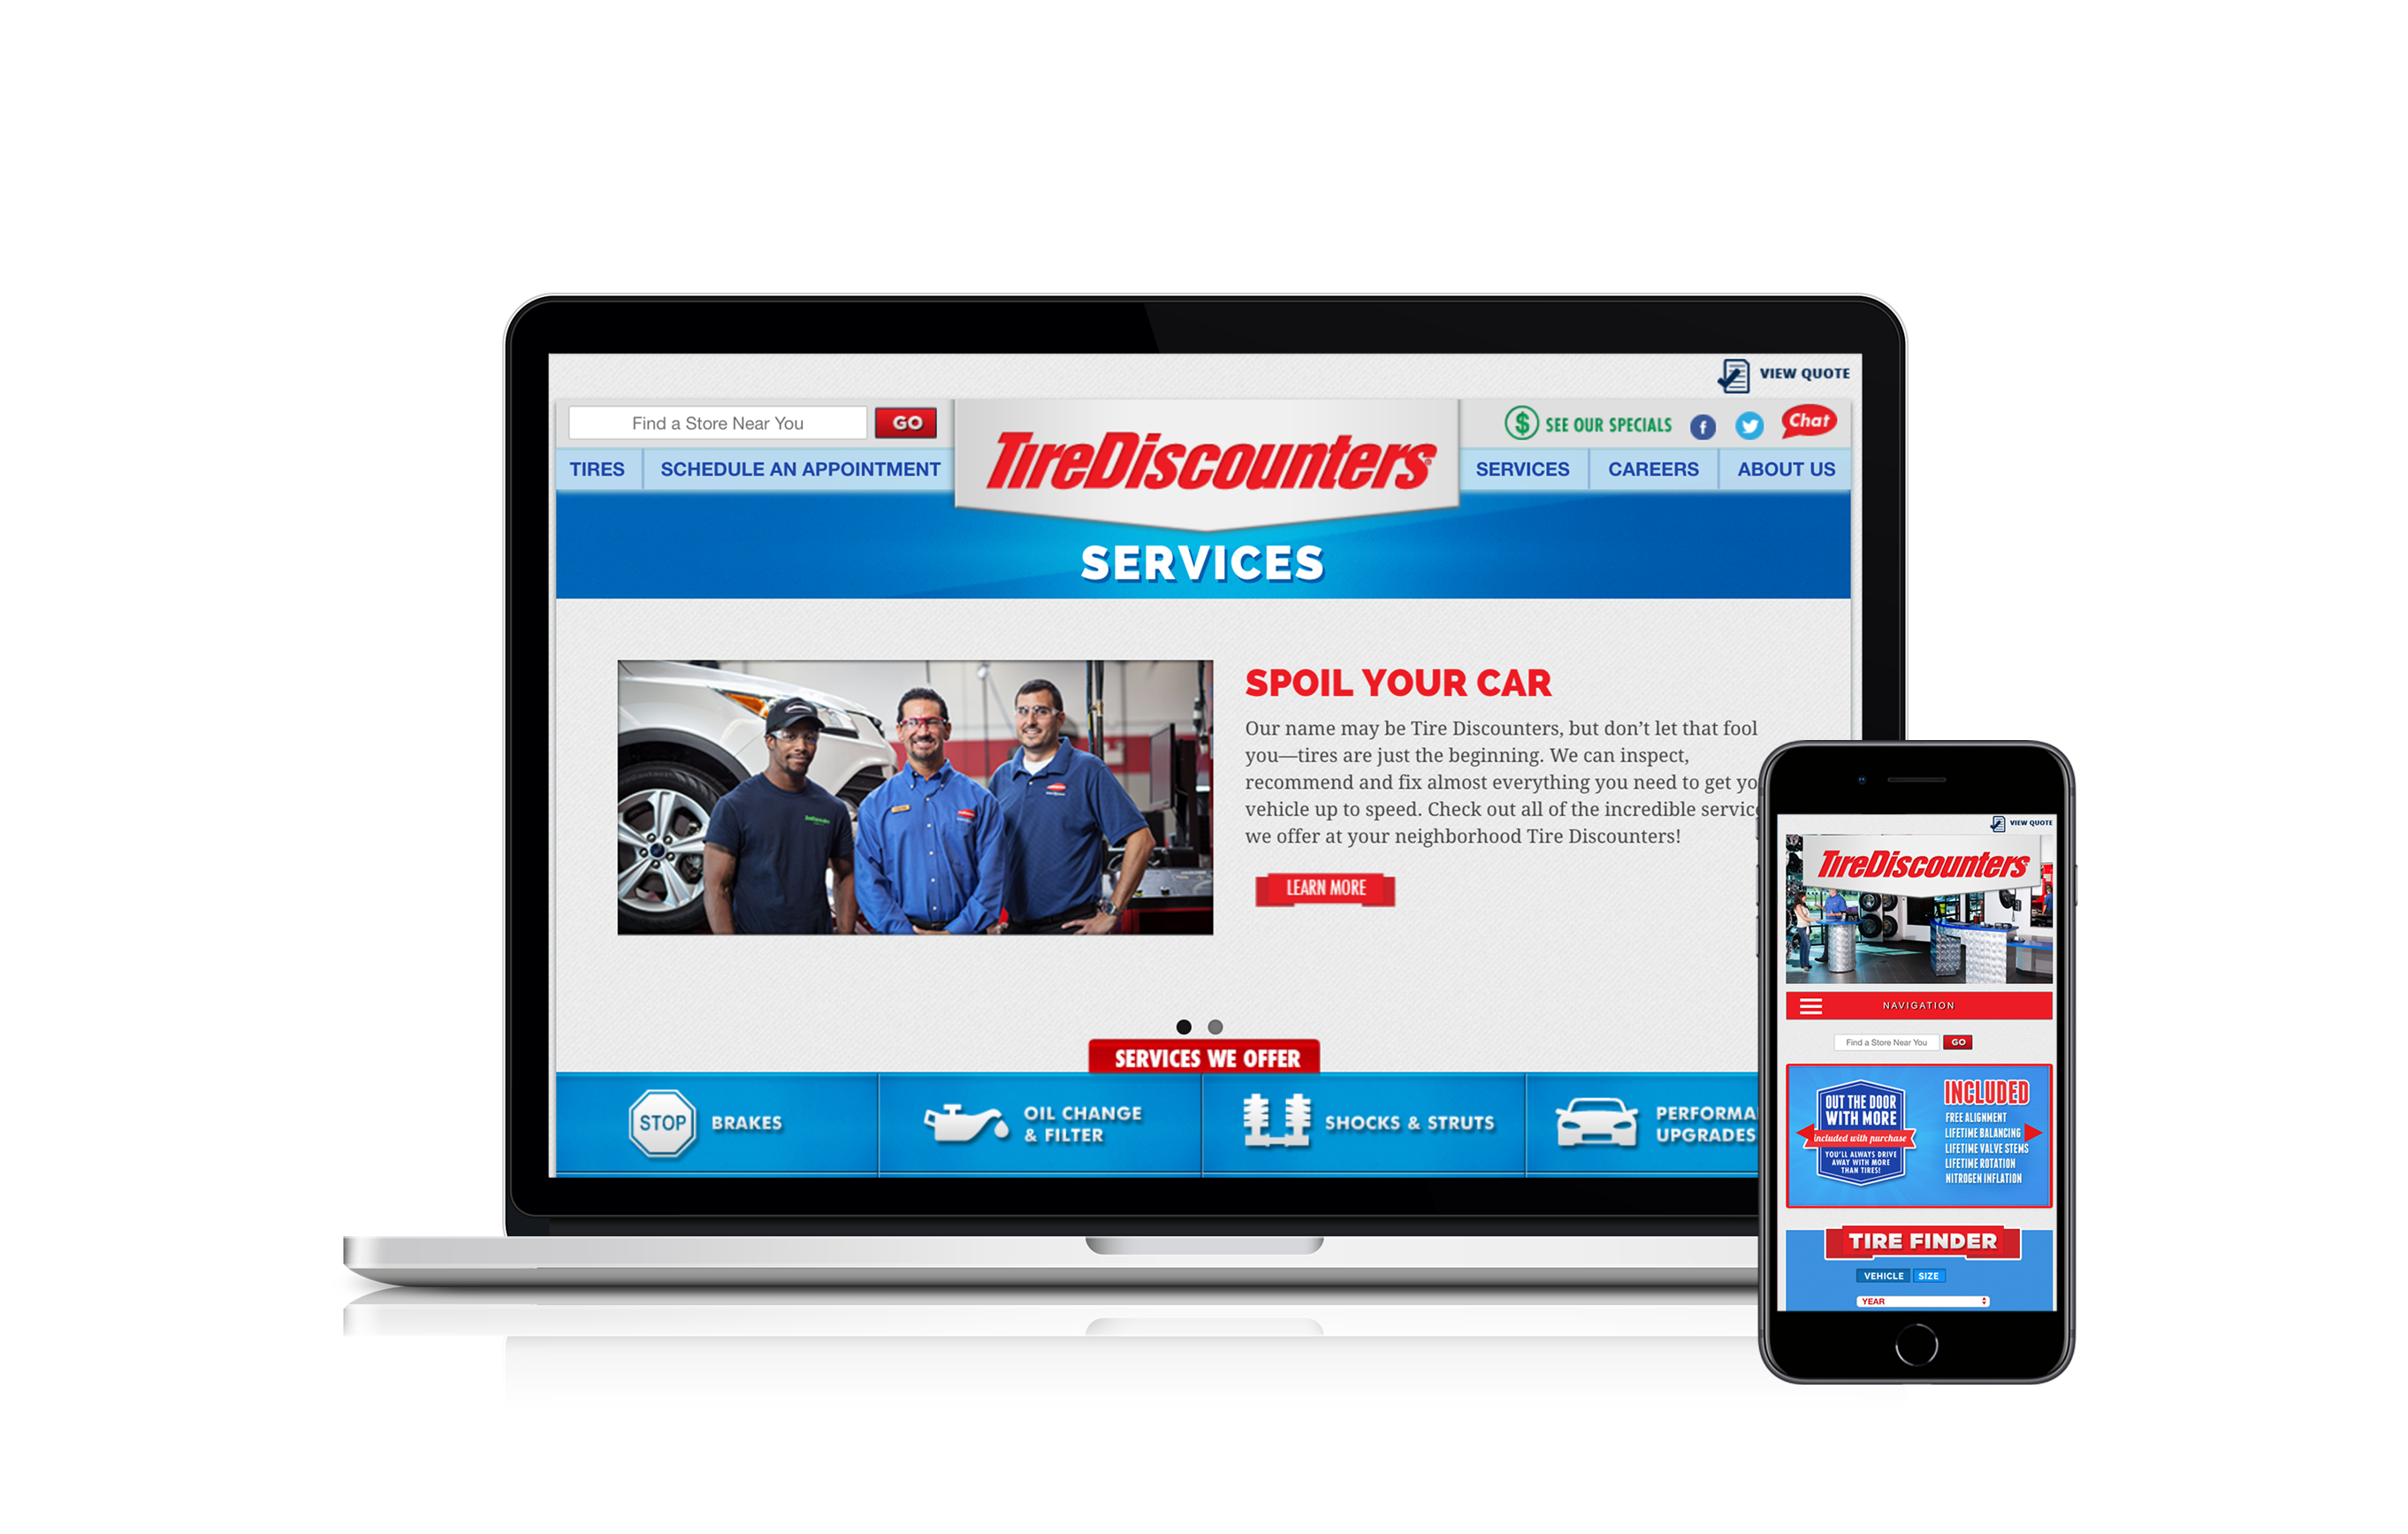 VIEW QUOTE
Find a Store Near You
GO
TireDiscounters
SEE OUR SPECIALS
f
Chat
TIRES
SCHEDULE AN APPOINTMENT
SERVICES
CAREERS
ABOUT US
SERVICES
SPOIL YOUR CAR
Our name may be Tire Discounters, but don’t let that fool
you—tires are just the beginning. We can inspect,
recommend and fix almost everything you need to get yo
vehicle up to speed. Check out all of the incredible servic
we offer at your neighborhood Tire Discounters!
LEARN MORE
SERVICES WE OFFER
STOP
BRAKES
OIL CHANGE
& FILTER
SHOCKS & STRUTS
PERFORMA
UPGRADES
VIEW QUOTE
TireDiscounters
NAVIGATION
Find a Store Near You
GO
OUT THE DOOR
WITH MORE
included with purchase
YOU'LL ALWAYS DRIVE
AWAY WITH MORE
THAN TIRES!
INCLUDED
FREE ALIGNMENT
LIFETIME BALANCING
LIFETIME VALVE STEMS
LIFETIME ROTATION
NITROGEN INFLATION
TIRE FINDER
VEHICLE
SIZE
YEAR